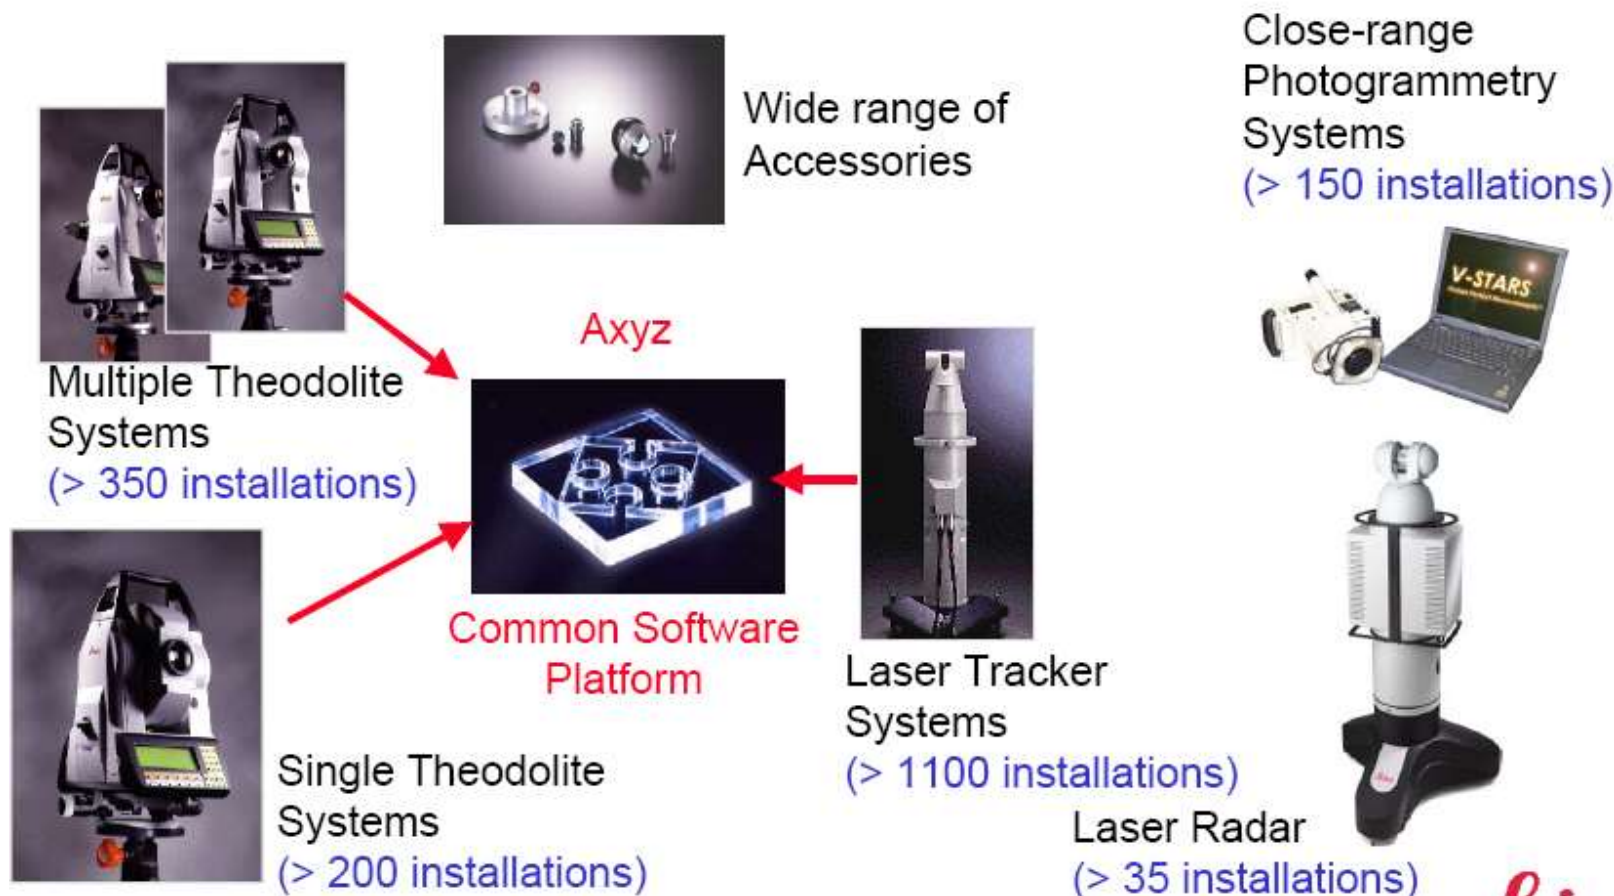 Close-range
Photogrammetry
Systems
(> 150 installations)
Wide range of
Accessories
V-STARS
Axyz
Multiple Theodolite
Systems
(> 350 installations)
Common Software
Platform
Laser Tracker
Systems
(> 1100 installations)
Single Theodolite
Systems
(> 200 installations)
Laser Radar
(> 35 installations)